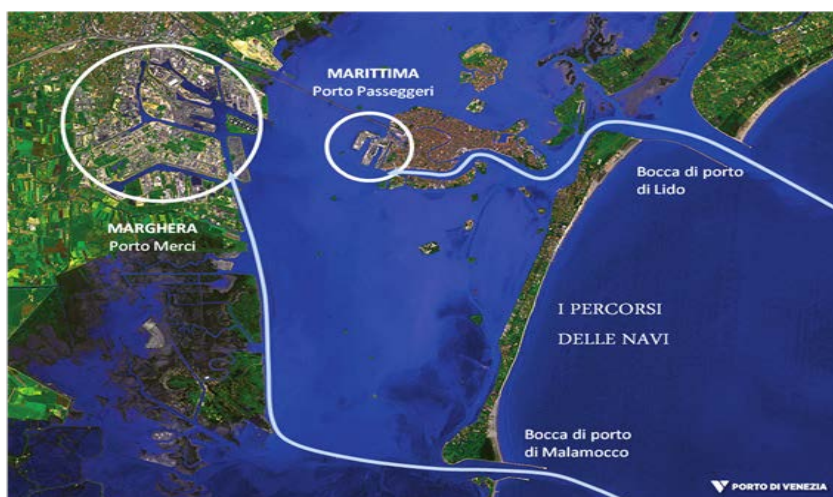 MARITTIMA
Porto Passeggeri
Bocca di porto
di Lido
MARGHERA
Porto Merci
I PERCORSI
DELLE NAVI
Bocca di porto
di Malamocco
PORTO DI VENEZIA